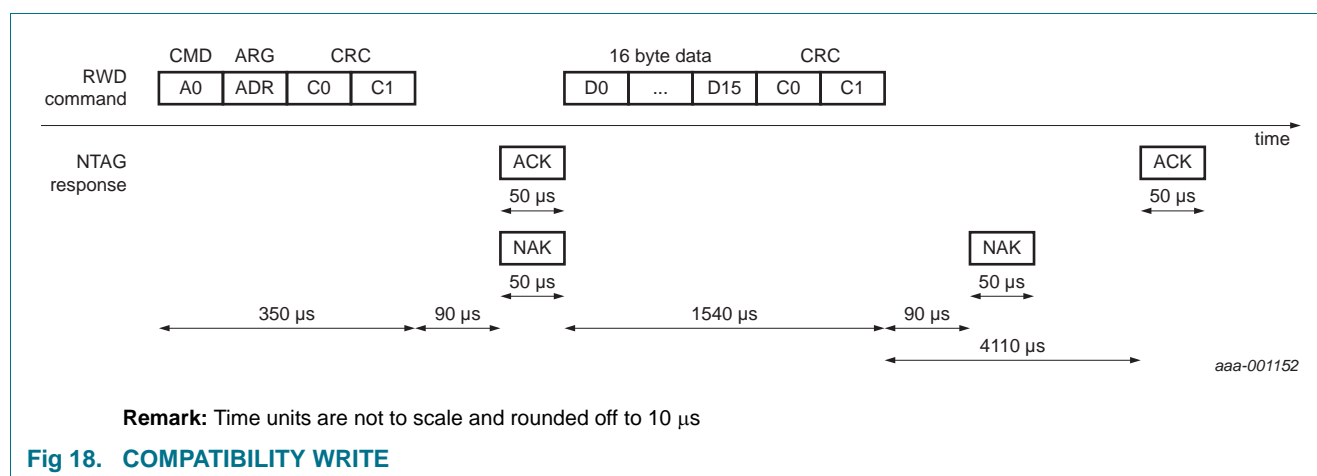 CMD ARG CRC 16 byte data CRC
RWD command
A0 ADR C0 C1 D0 ... D15 C0 C1
time
NTAG response
ACK ACK
50 µs 50 µs
NAK NAK
50 µs 50 µs
350 µs 90 µs 1540 µs 90 µs
4110 µs
aaa-001152
Remark: Time units are not to scale and rounded off to 10 µs
Fig 18. COMPATIBILITY WRITE